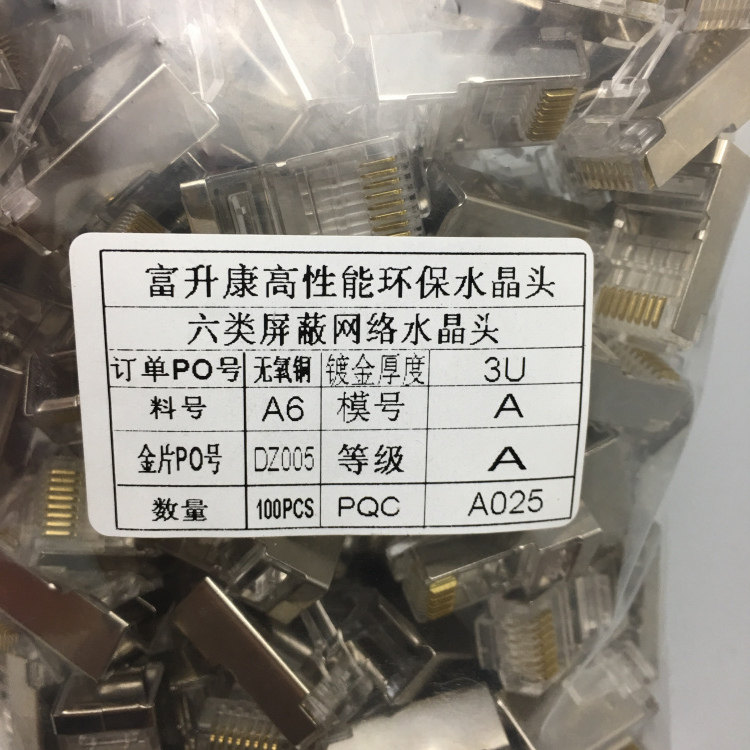 富升康高性能环保水晶头
六类屏蔽网络水晶头
订单PO号 无氧铜 镀金厚度 3U
料号 A6 模号 A
金片PO号 DZ005 等级 A
数量 100PCS PQC A025